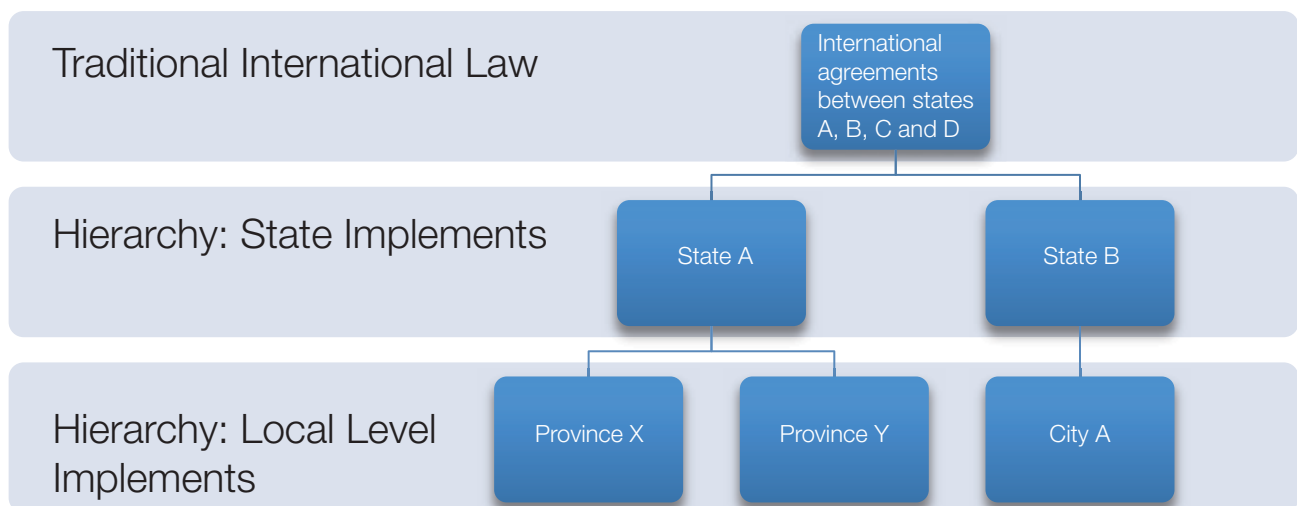 Traditional International Law
International
agreements
between states
A, B, C and D
Hierarchy: State Implements
State A
State B
Hierarchy: Local Level
Implements
Province X
Province Y
City A